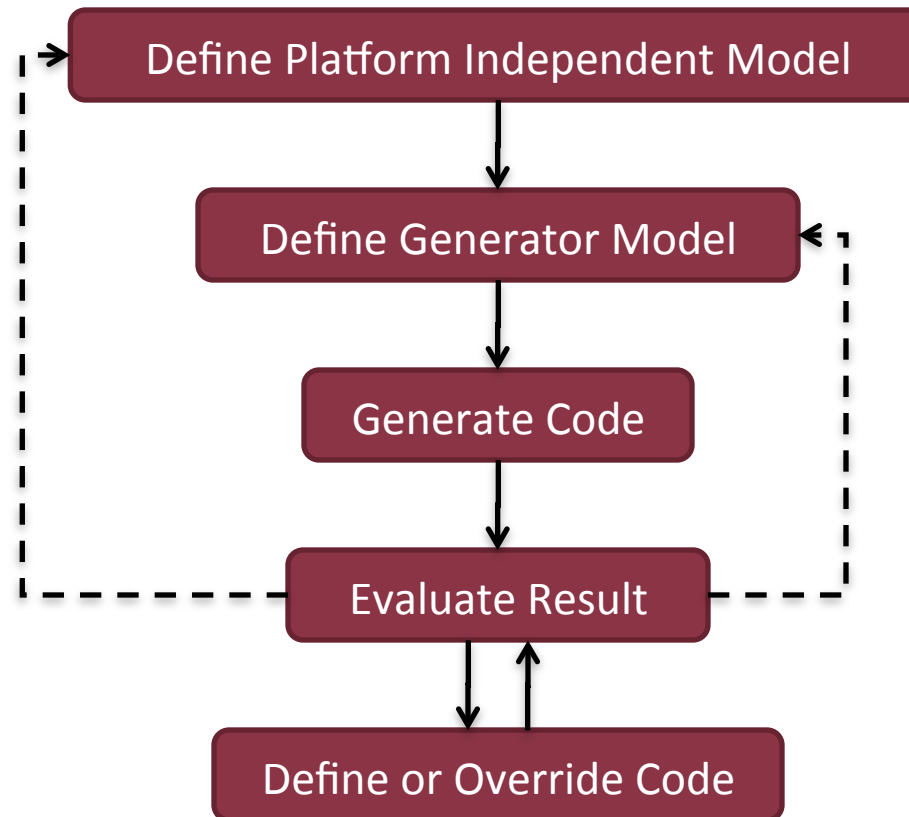 Define Platform Independent Model
Define Generator Model
Generate Code
Evaluate Result
Define or Override Code